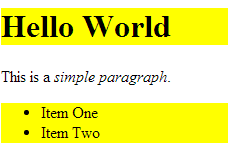 Hello World
This is a simple paragraph.
• Item One
• Item Two